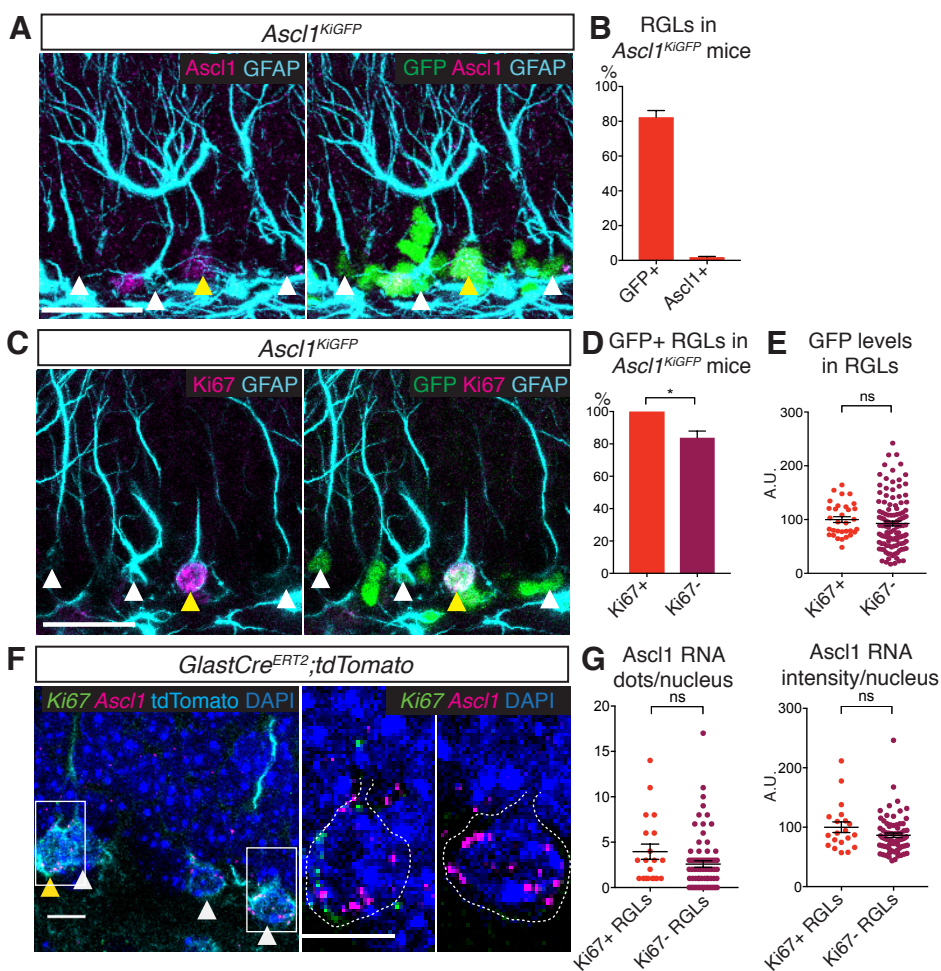 A
Ascl1KiGFP
Ascl1 GFAP
GFP Ascl1 GFAP
B
RGLs in
Ascl1KiGFP mice
%
100
80
60
40
20
0
GFP+
Ascl1+
C
Ascl1KiGFP
Ki67 GFAP
GFP Ki67 GFAP
D
GFP+ RGLs in
Ascl1KiGFP mice
%
*
100
80
60
40
20
0
Ki67+
Ki67-
E
GFP levels
in RGLs
ns
A.U.
300
200
100
0
Ki67+
Ki67-
F
GlastCreERT2;tdTomato
Ki67 Ascl1 tdTomato DAPI
Ki67 Ascl1 DAPI
G
Ascl1 RNA
dots/nucleus
ns
20
15
10
5
0
Ki67+ RGLs
Ki67- RGLs
Ascl1 RNA
intensity/nucleus
ns
A.U.
300
200
100
0
Ki67+ RGLs
Ki67- RGLs